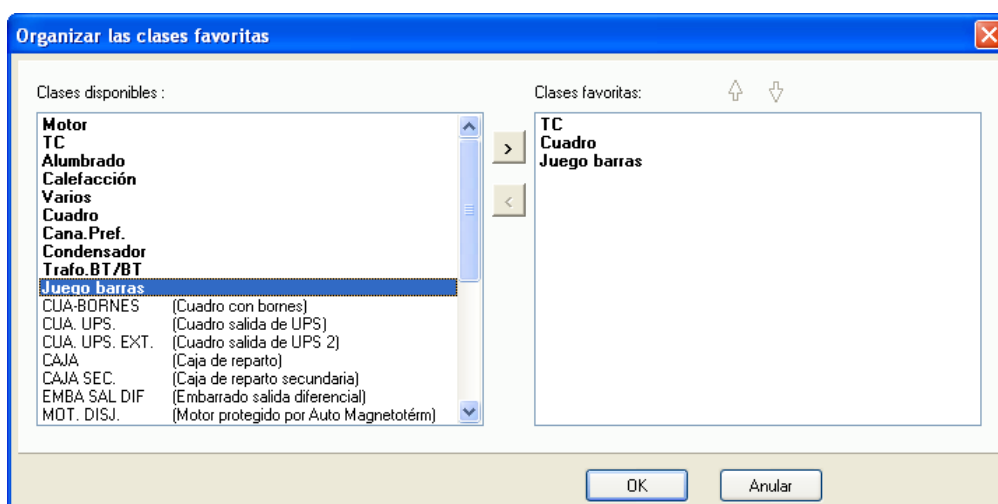 Organizar las clases favoritas
Clases disponibles :
Motor
TC
Alumbrado
Calefacción
Varios
Cuadro
Cana.Pref.
Condensador
Trafo.BT/BT
Juego barras
CUA-BORNES (Cuadro con bornes)
CUA. UPS. (Cuadro salida de UPS)
CUA. UPS. EXT. (Cuadro salida de UPS 2)
CAJA (Caja de reparto)
CAJA SEC. (Caja de reparto secundaria)
EMBA SAL DIF (Embarrado salida diferencial)
MOT. DISJ. (Motor protegido por Auto Magnetotérm)
>
<
Clases favoritas:
TC
Cuadro
Juego barras
OK Anular